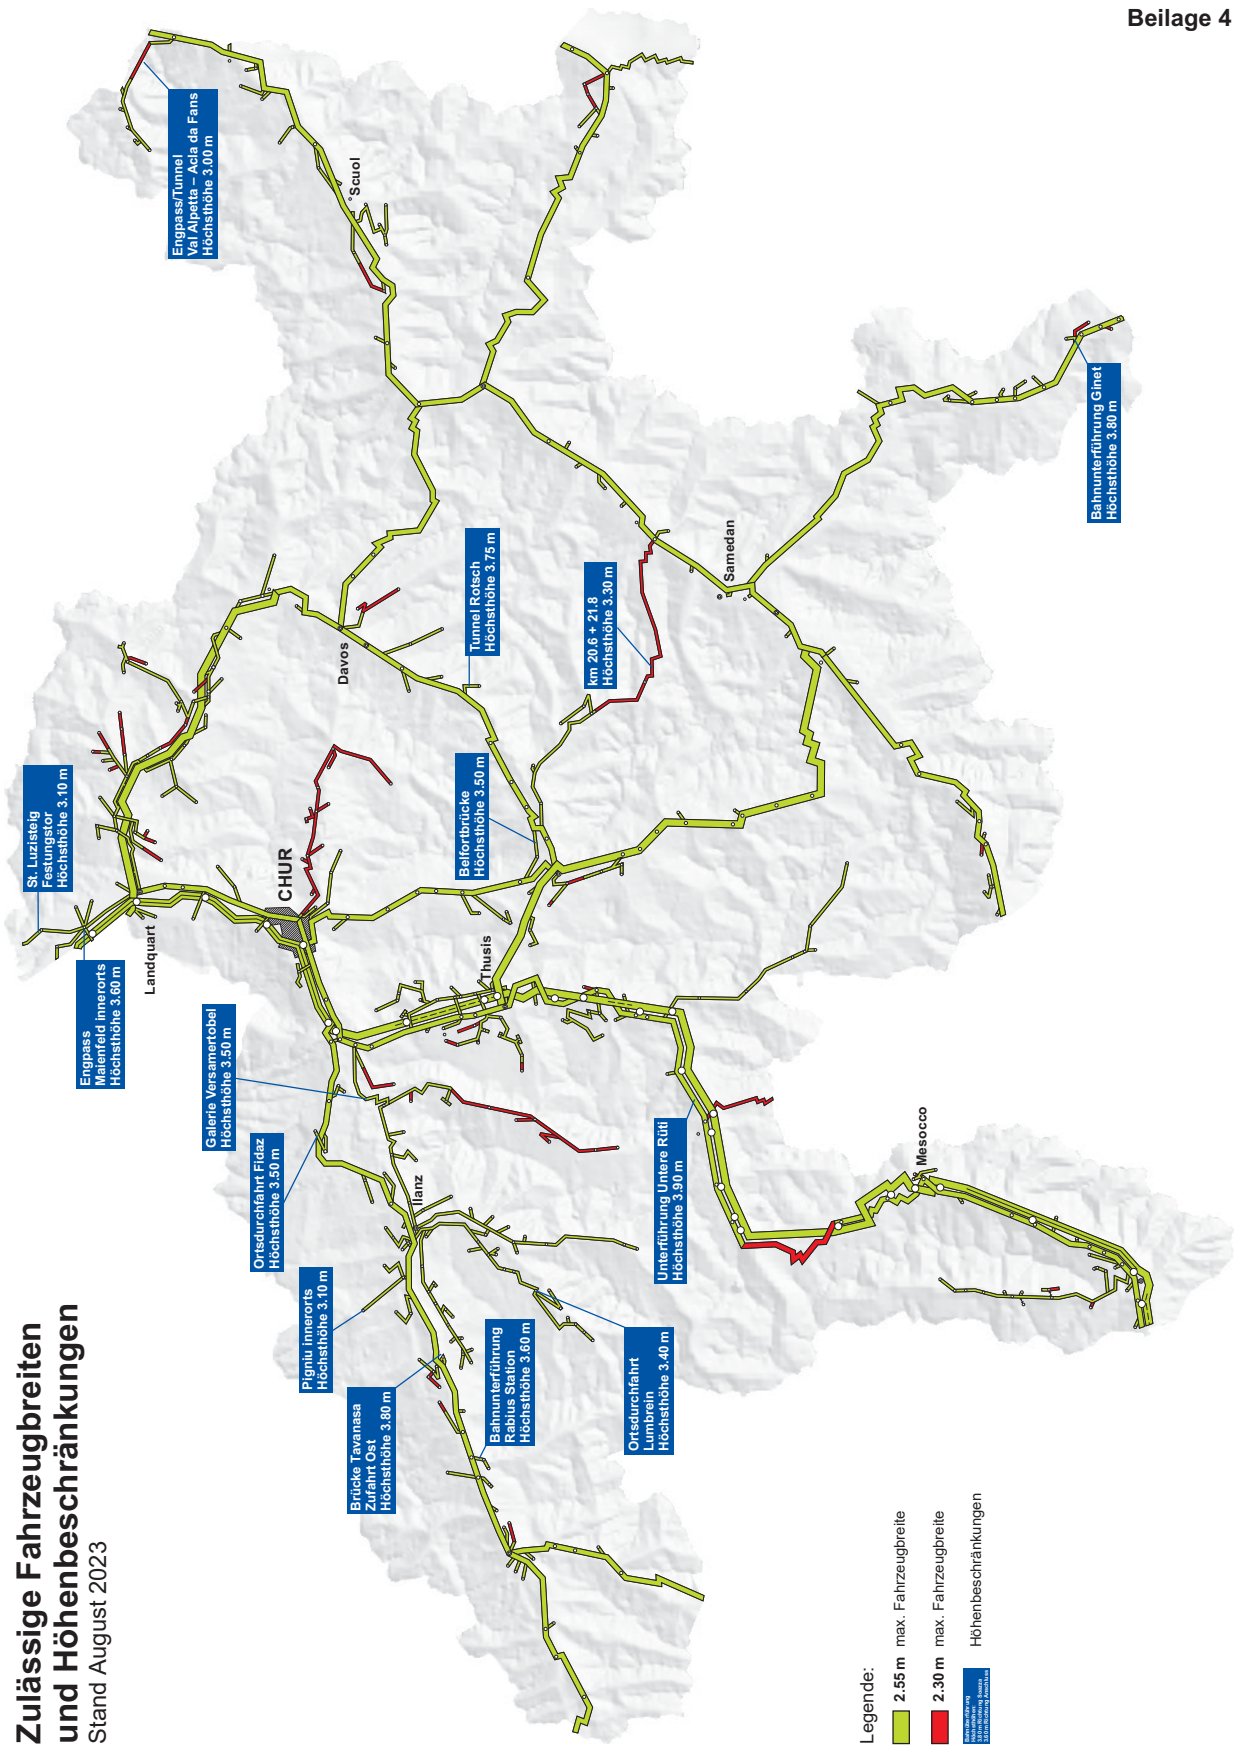 Beilage 4
Zulässige Fahrzeugbreiten
und Höhenbeschränkungen
Stand August 2023
Engpass/Tunnel
Val Alpetta – Acla da Fans
Höchsthöhe 3.00 m
Scuol
St. Luzisteig
Festungstor
Höchsthöhe 3.10 m
Engpass
Maienfeld innerorts
Höchsthöhe 3.60 m
Landquart
CHUR
Davos
Tunnel Rotsch
Höchsthöhe 3.75 m
km 20.6 + 21.8
Höchsthöhe 3.30 m
Samedan
Bahnunterführung Ginet
Höchsthöhe 3.80 m
Belfortbrücke
Höchsthöhe 3.50 m
Thusis
Galerie Versamertobel
Höchsthöhe 3.50 m
Ortsdurchfahrt Fidaz
Höchsthöhe 3.50 m
Ilanz
Pigniu innerorts
Höchsthöhe 3.10 m
Brücke Tavanasa
Zufahrt Ost
Höchsthöhe 3.80 m
Bahnunterführung
Rabius Station
Höchsthöhe 3.60 m
Ortsdurchfahrt
Lumbrein
Höchsthöhe 3.40 m
Unterführung Untere Rüti
Höchsthöhe 3.90 m
Mesocco
Legende:
2.55 m max. Fahrzeugbreite
2.30 m max. Fahrzeugbreite
Höhenbeschränkungen
Bahnüberführung
Höchsthöhen: